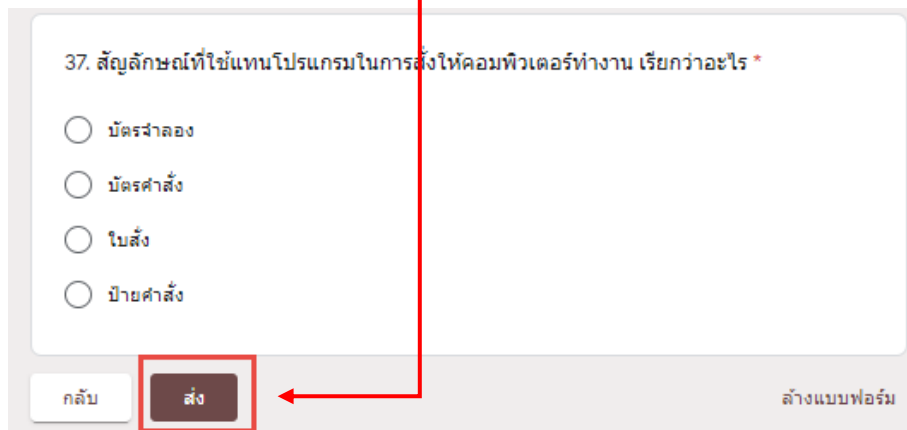 37. สัญลักษณ์ที่ใช้แทนโปรแกรมในการสั่งให้คอมพิวเตอร์ทำงาน เรียกว่าอะไร *
บัตรจำลอง
บัตรคำสั่ง
ใบสั่ง
ป้ายคำสั่ง
กลับ ส่ง ล้างแบบฟอร์ม